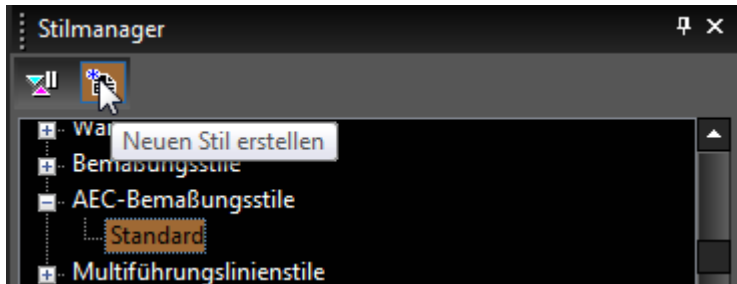 Stilmanager
Neuen Stil erstellen
Bemaßungsstile
AEC-Bemaßungsstile
Standard
Multiführungslinienstile